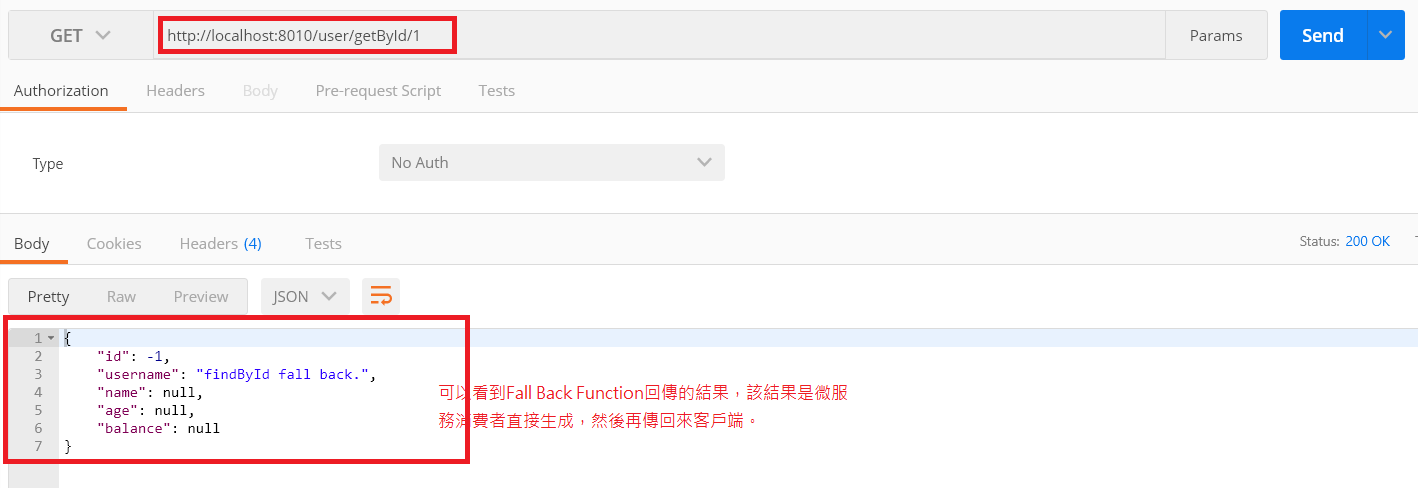 GET http://localhost:8010/user/getById/1 Params Send
Authorization Headers Body Pre-request Script Tests
Type No Auth
Body Cookies Headers (4) Tests Status: 200 OK
Pretty Raw Preview JSON
1 {
2 "id": -1,
3 "username": "findById fall back.",
4 "name": null,
5 "age": null,
6 "balance": null
7 }
可以看到Fall Back Function回傳的結果，該結果是微服
務消費者直接生成，然後再傳回來客戶端。